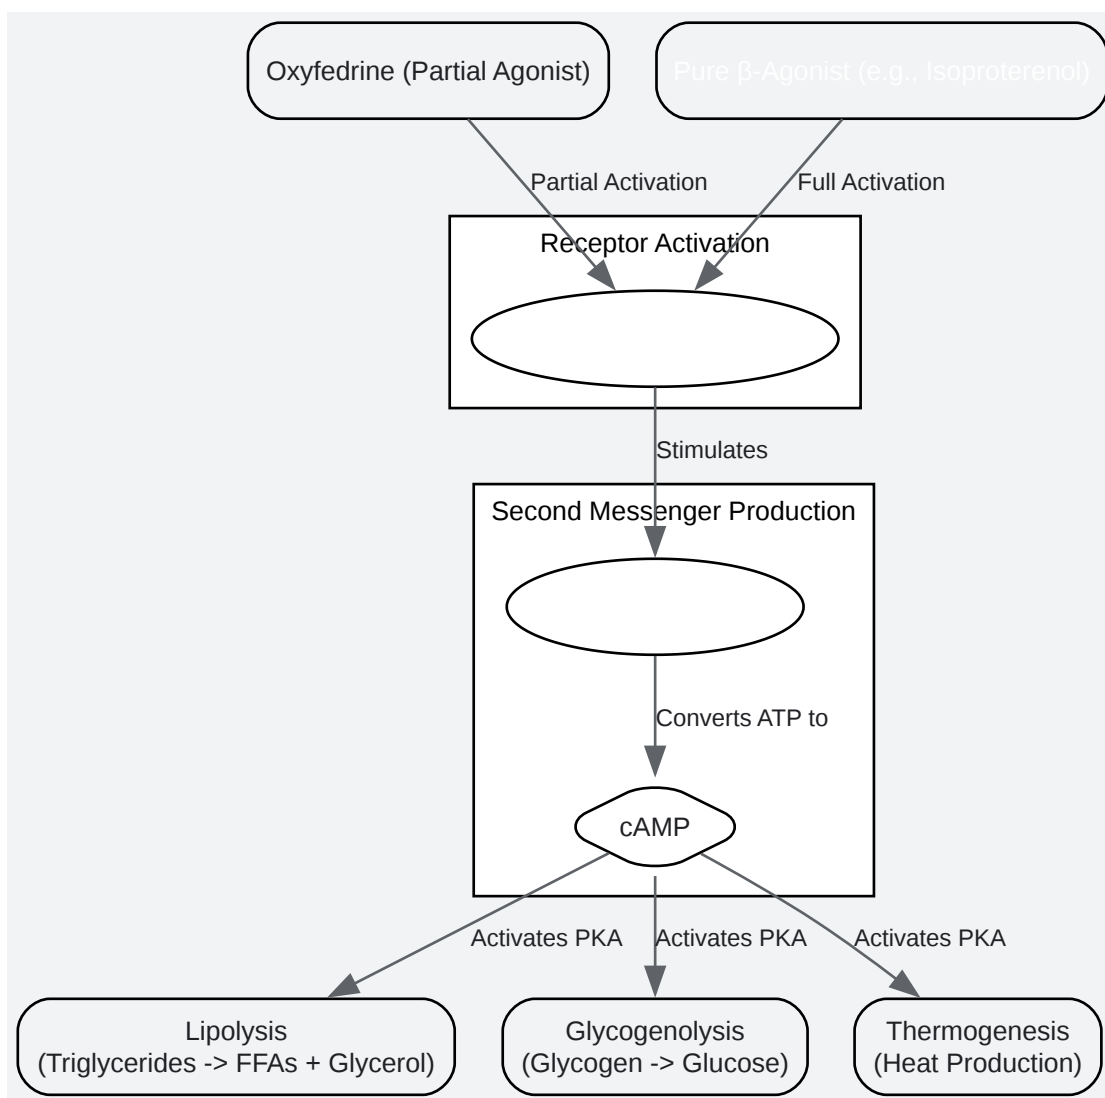 Oxyfedrine (Partial Agonist)
Pure β-Agonist (e.g., Isoproterenol)
Partial Activation
Full Activation
Receptor Activation
Stimulates
Second Messenger Production
Converts ATP to
cAMP
Activates PKA
Activates PKA
Activates PKA
Lipolysis
(Triglycerides -> FFAs + Glycerol)
Glycogenolysis
(Glycogen -> Glucose)
Thermogenesis
(Heat Production)